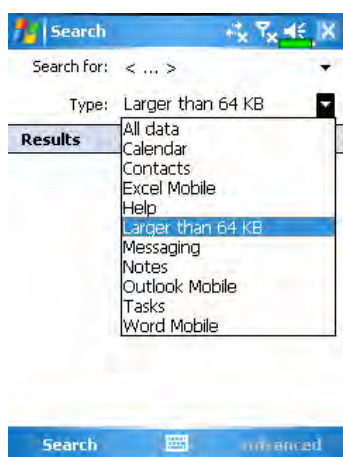 Search
Search for: < ... >
Type: Larger than 64 KB
Results
All data
Calendar
Contacts
Excel Mobile
Help
Larger than 64 KB
Messaging
Notes
Outlook Mobile
Tasks
Word Mobile
Search Advanced